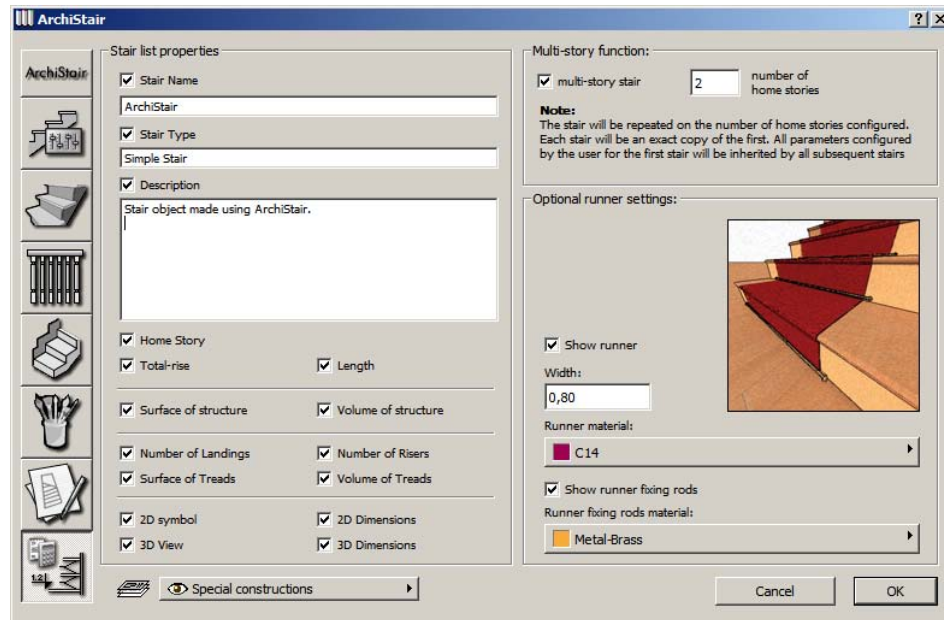 ArchiStair
ArchiStair
Stair list properties
Stair Name
ArchiStair
Stair Type
Simple Stair
Description
Stair object made using ArchiStair.
Home Story
Total-rise
Length
Surface of structure
Volume of structure
Number of Landings
Number of Risers
Surface of Treads
Volume of Treads
2D symbol
2D Dimensions
3D View
3D Dimensions
1.21
Special constructions
Multi-story function:
multi-story stair
2
number of
home stories
Note:
The stair will be repeated on the number of home stories configured.
Each stair will be an exact copy of the first. All parameters configured
by the user for the first stair will be inherited by all subsequent stairs
Optional runner settings:
Show runner
Width:
0,80
Runner material:
C14
Show runner fixing rods
Runner fixing rods material:
Metal-Brass
Cancel
OK